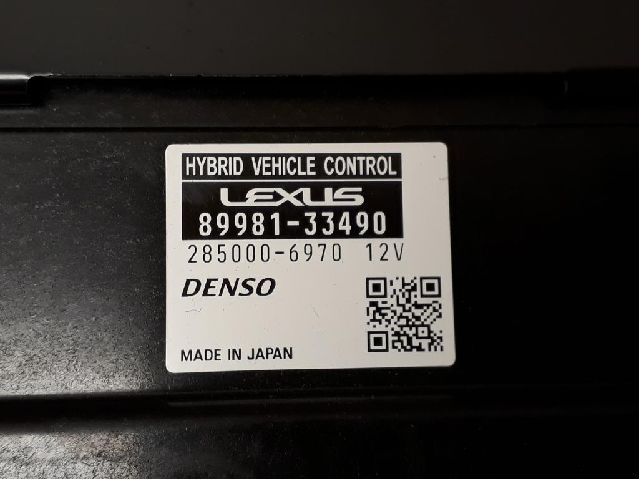 HYBRID VEHICLE CONTROL
LEXUS
89981-33490
285000-6970 12V
DENSO
MADE IN JAPAN